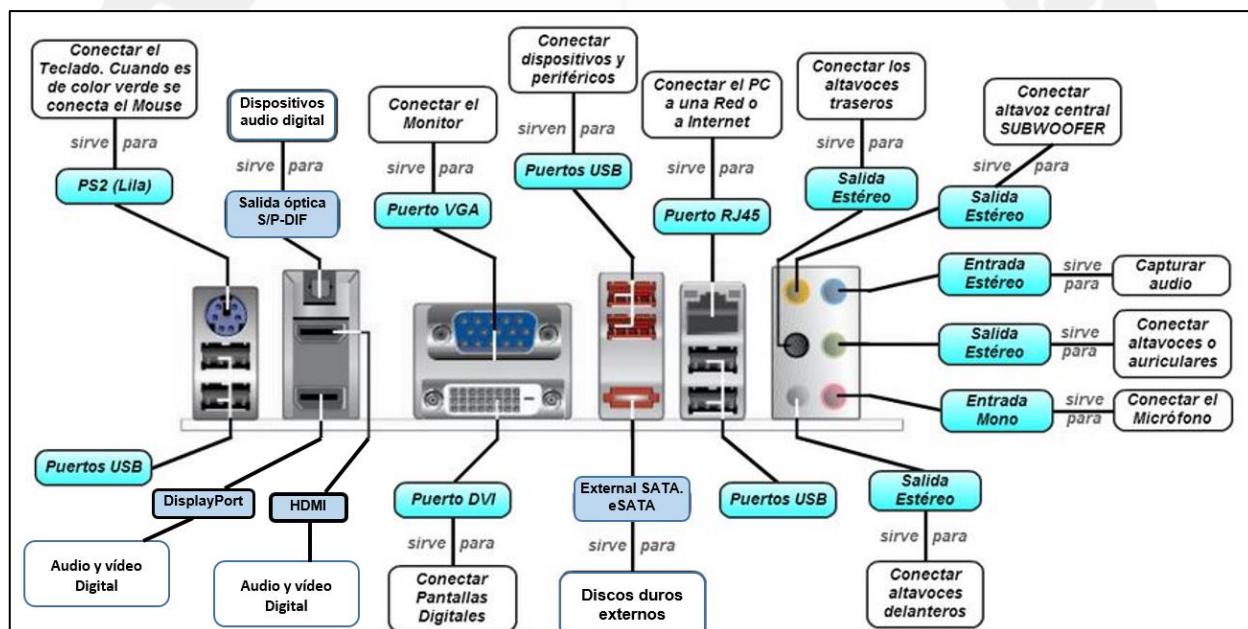 Conectar el
Teclado. Cuando es
de color verde se
conecta el Mouse
sirve para
PS2 (Lila)
Dispositivos
audio digital
sirve para
Salida óptica
S/P-DIF
Conectar el
Monitor
sirve para
Puerto VGA
Conectar
dispositivos y
periféricos
sirven para
Puertos USB
Conectar el PC
a una Red o
a Internet
sirve para
Puerto RJ45
Conectar los
altavoces
traseros
sirve para
Salida
Estéreo
Conectar
altavoz central
SUBWOOFER
sirve para
Salida
Estéreo
Entrada
Estéreo
sirve
para
Capturar
audio
Salida
Estéreo
sirve
para
Conectar
altavoces o
auriculares
Entrada
Mono
sirve
para
Conectar el
Micrófono
Puertos USB
DisplayPort
Audio y vídeo
Digital
HDMI
Audio y vídeo
Digital
Puerto DVI
sirve para
Conectar
Pantallas
Digitales
External SATA.
eSATA
sirve para
Discos duros
externos
Puertos USB
Salida
Estéreo
sirve para
Conectar
altavoces
delanteros